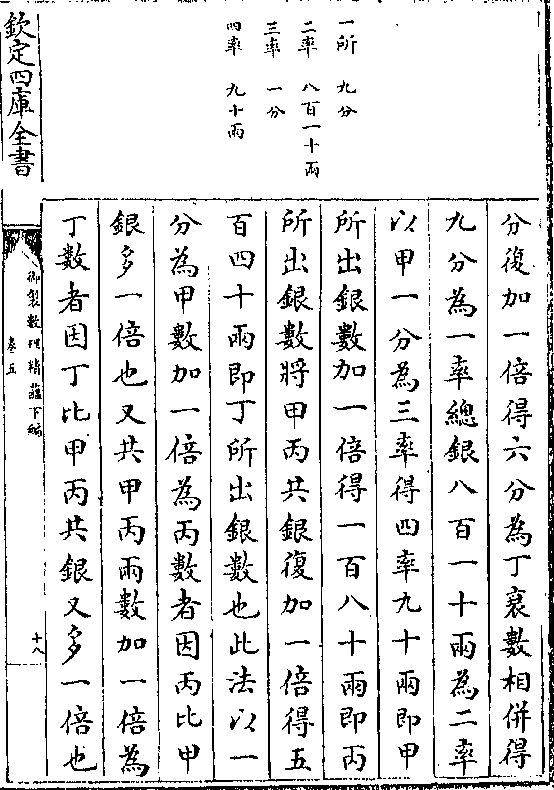 一所　九分
二率　八百一十兩
三率　一分
四率　九十兩
分復加一倍得六分為丁衰數相併得
九分為一率總銀八百一十兩為二率
以甲一分為三率得四率九十兩即甲
所出銀數加一倍得一百八十兩即丙
所出銀數將甲丙共銀復加一倍得五
百四十兩即丁所出銀數也此法以一
分為甲數加一倍為丙數者因丙比甲
銀多一倍也又共甲丙兩數加一倍為
丁數者因丁比甲丙共銀又多一倍也
欽定四庫全書
御製數理精蘊下編
卷五
十八